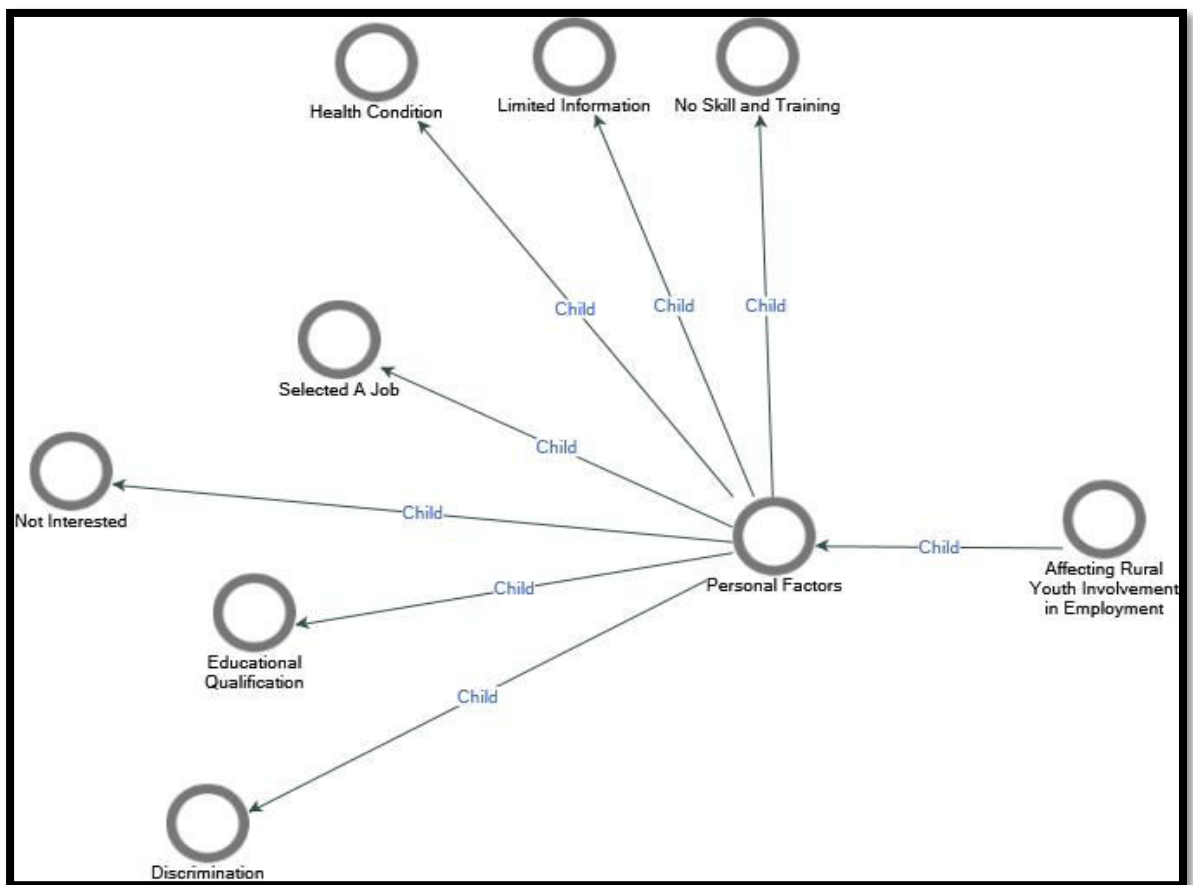 Health Condition
Limited Information
No Skill and Training
Child
Child
Child
Selected A Job
Child
Not Interested
Child
Child
Personal Factors
Affecting Rural
Youth Involvement
in Employment
Child
Educational
Qualification
Child
Discrimination